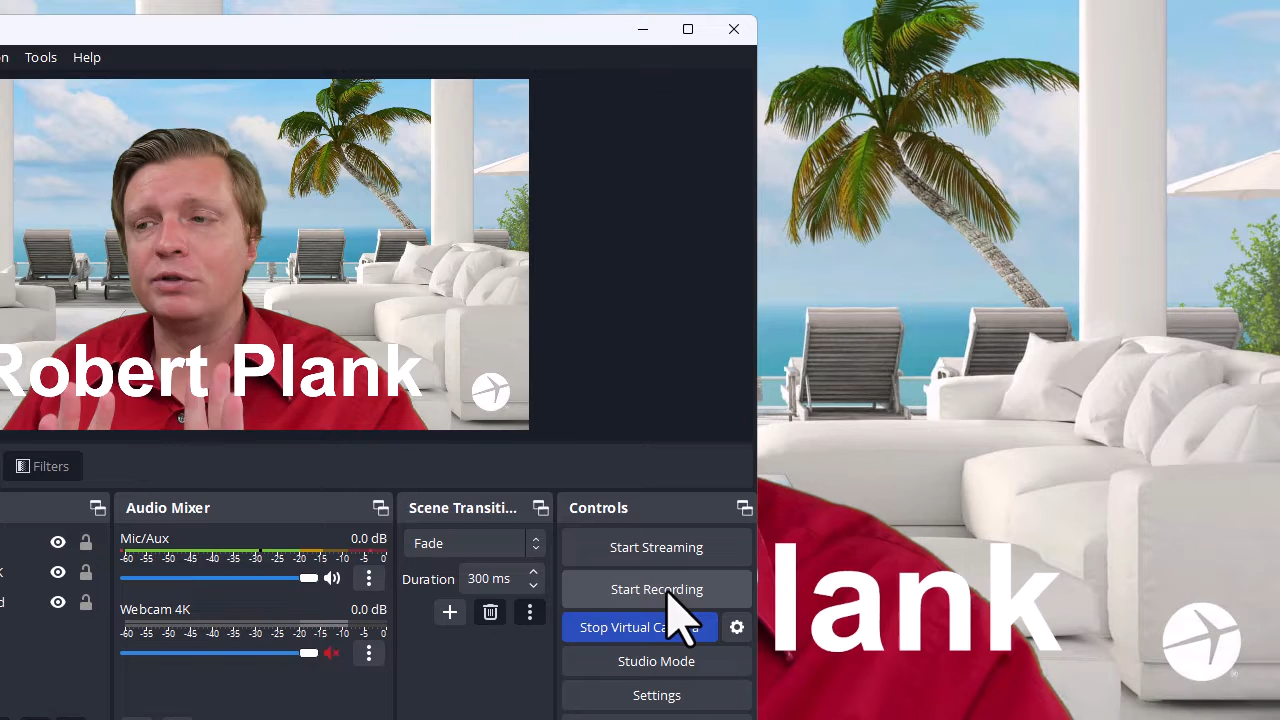 Tools Help
Robert Plank
Filters
Audio Mixer
Scene Transiti...
Controls
Mic/Aux 0.0 dB
-60 -55 -50 -45 -40 -35 -30 -25 -20 -15 -10 -5 0
Webcam 4K 0.0 dB
-60 -55 -50 -45 -40 -35 -30 -25 -20 -15 -10 -5 0
Fade
Duration 300 ms
Start Streaming
Start Recording
Stop Virtual Ca
Studio Mode
Settings
lank